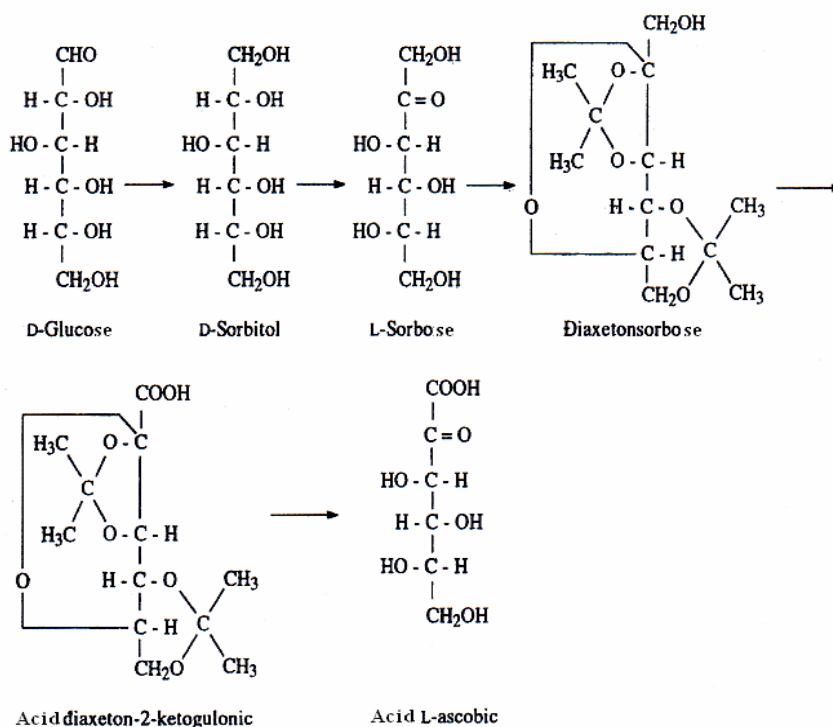 CHO
H - C - OH
HO - C - H
H - C - OH
H - C - OH
CH₂OH
D-Glucose
CH₂OH
H - C - OH
HO - C - H
H - C - OH
H - C - OH
CH₂OH
D-Sorbitol
CH₂OH
C = O
HO - C - H
H - C - OH
HO - C - H
CH₂OH
L-Sorbose
CH₂OH
H₃C O - C
C
H₃C O - C - H
O H - C - O CH₃
C - H C
CH₂O CH₃
Điaxetonsorbose
COOH
H₃C O - C
C
H₃C O - C - H
O H - C - O CH₃
C - H C
CH₂O CH₃
Acid điaxeton-2-ketogulonic
COOH
C = O
HO - C - H
H - C - OH
HO - C - H
CH₂OH
Acid L-ascobic